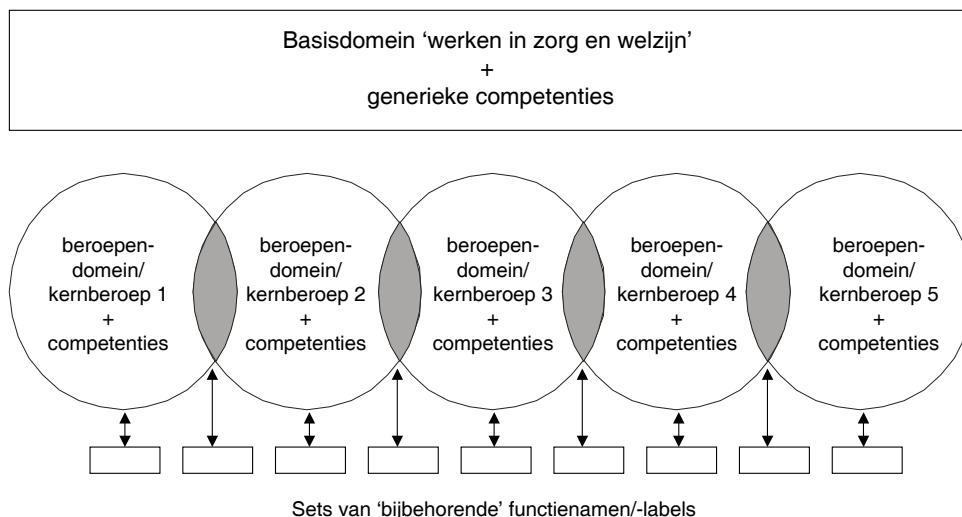 Basisdomein ‘werken in zorg en welzijn’
+
generieke competenties
beroepen-
domein/
kernberoep 1
+
competenties
beroepen-
domein/
kernberoep 2
+
competenties
beroepen-
domein/
kernberoep 3
+
competenties
beroepen-
domein/
kernberoep 4
+
competenties
beroepen-
domein/
kernberoep 5
+
competenties
Sets van ‘bijbehorende’ functienamen/-labels